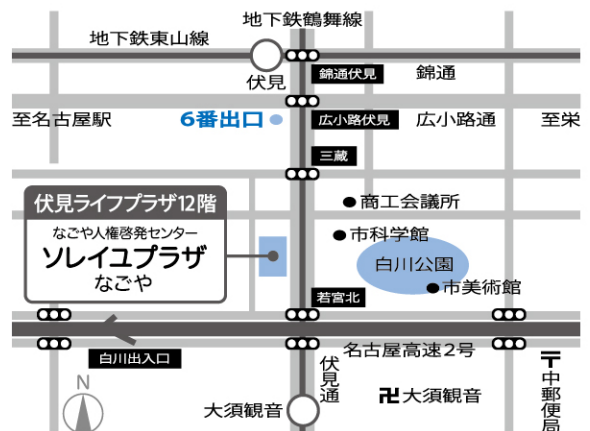 地下鉄鶴舞線
地下鉄東山線
伏見
錦通伏見
錦通
至名古屋駅
6番出口
広小路伏見
広小路通
至栄
三蔵
伏見ライフプラザ12階
なごや人権啓発センター
ソレイユプラザ
なごや
商工会議所
市科学館
白川公園
市美術館
若宮北
白川出入口
名古屋高速2号
伏見通
N
大須観音
卍大須観音
〒中郵便局